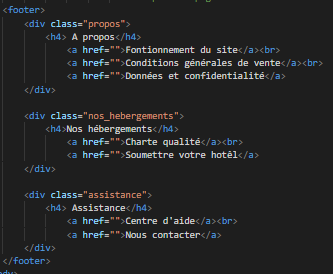 <footer>
<div class="propos">
<h4> A propos</h4>
<a href="">Fontionnement du site</a><br>
<a href="">Conditions générales de vente</a><br>
<a href="">Données et confidentialité</a>
</div>
<div class="nos_hebergements">
<h4>Nos hébergements</h4>
<a href="">Charte qualité</a><br>
<a href="">Soumettre votre hotêl</a>
</div>
<div class="assistance">
<h4> Assistance</h4>
<a href="">Centre d'aide</a><br>
<a href="">Nous contacter</a>
</div>
</footer>